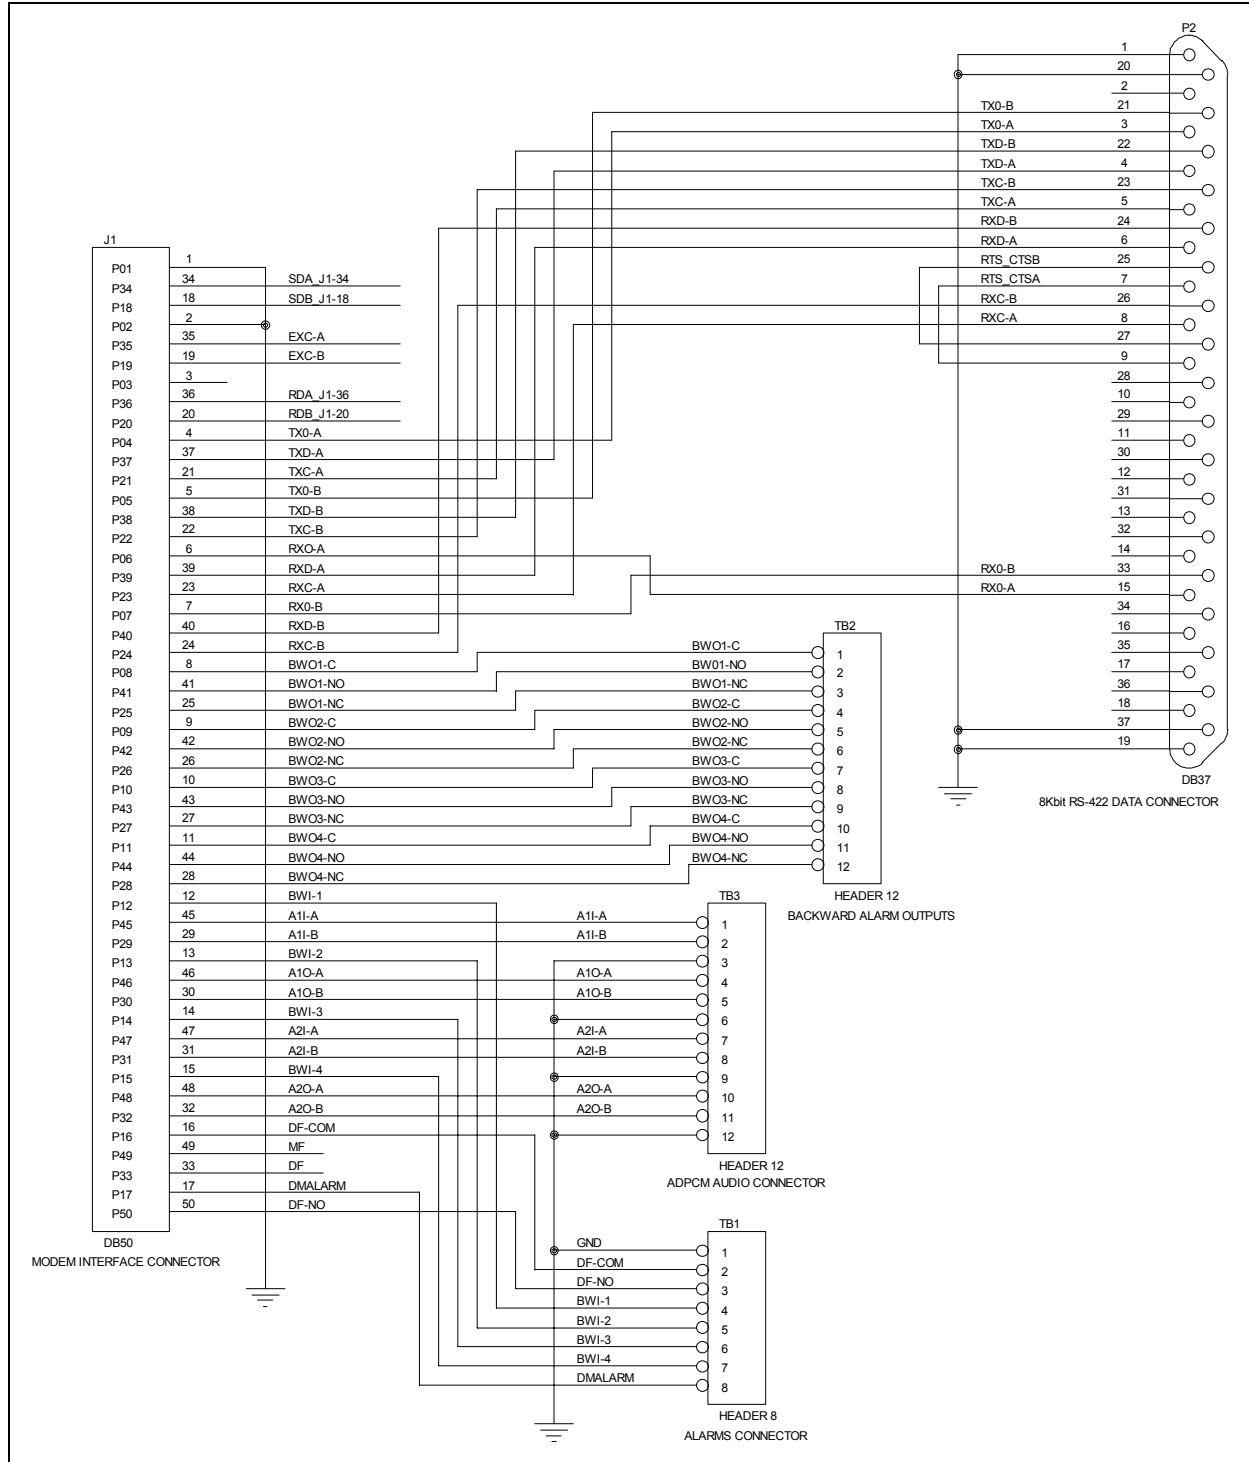 P2
1
20
2
TX0-B 21
TX0-A 3
TXD-B 22
TXD-A 4
TXC-B 23
TXC-A 5
RXD-B 24
RXD-A 6
RTS_CTSB 25
RTS_CTSA 7
RXC-B 26
RXC-A 8
27
9
28
10
29
11
30
12
31
13
32
14
RX0-B 33
RX0-A 15
34
16
35
17
36
18
37
19
DB37
8Kbit RS-422 DATA CONNECTOR
J1
P01 1
P34 34 SDA_J1-34
P18 18 SDB_J1-18
P02 2
P35 35 EXC-A
P19 19 EXC-B
P03 3
P36 36 RDA_J1-36
P20 20 RDB_J1-20
P04 4 TX0-A
P37 37 TXD-A
P21 21 TXC-A
P05 5 TX0-B
P38 38 TXD-B
P22 22 TXC-B
P06 6 RXO-A
P39 39 RXD-A
P23 23 RXC-A
P07 7 RX0-B
P40 40 RXD-B
P24 24 RXC-B
P08 8 BWO1-C
P41 41 BWO1-NO
P25 25 BWO1-NC
P09 9 BWO2-C
P42 42 BWO2-NO
P26 26 BWO2-NC
P10 10 BWO3-C
P43 43 BWO3-NO
P27 27 BWO3-NC
P11 11 BWO4-C
P44 44 BWO4-NO
P28 28 BWO4-NC
P12 12 BWI-1
P45 45 A1I-A
P29 29 A1I-B
P13 13 BWI-2
P46 46 A1O-A
P30 30 A1O-B
P14 14 BWI-3
P47 47 A2I-A
P31 31 A2I-B
P15 15 BWI-4
P48 48 A2O-A
P32 32 A2O-B
P16 16 DF-COM
P49 49 MF
P33 33 DF
P17 17 DMALARM
P50 50 DF-NO
DB50
MODEM INTERFACE CONNECTOR
TB2
BWO1-C 1
BW01-NO 2
BWO1-NC 3
BWO2-C 4
BWO2-NO 5
BWO2-NC 6
BWO3-C 7
BWO3-NO 8
BWO3-NC 9
BWO4-C 10
BWO4-NO 11
BWO4-NC 12
HEADER 12
BACKWARD ALARM OUTPUTS
TB3
A1I-A 1
A1I-B 2
3
A1O-A 4
A1O-B 5
6
A2I-A 7
A2I-B 8
9
A2O-A 10
A2O-B 11
12
HEADER 12
ADPCM AUDIO CONNECTOR
TB1
GND 1
DF-COM 2
DF-NO 3
BWI-1 4
BWI-2 5
BWI-3 6
BWI-4 7
DMALARM 8
HEADER 8
ALARMS CONNECTOR